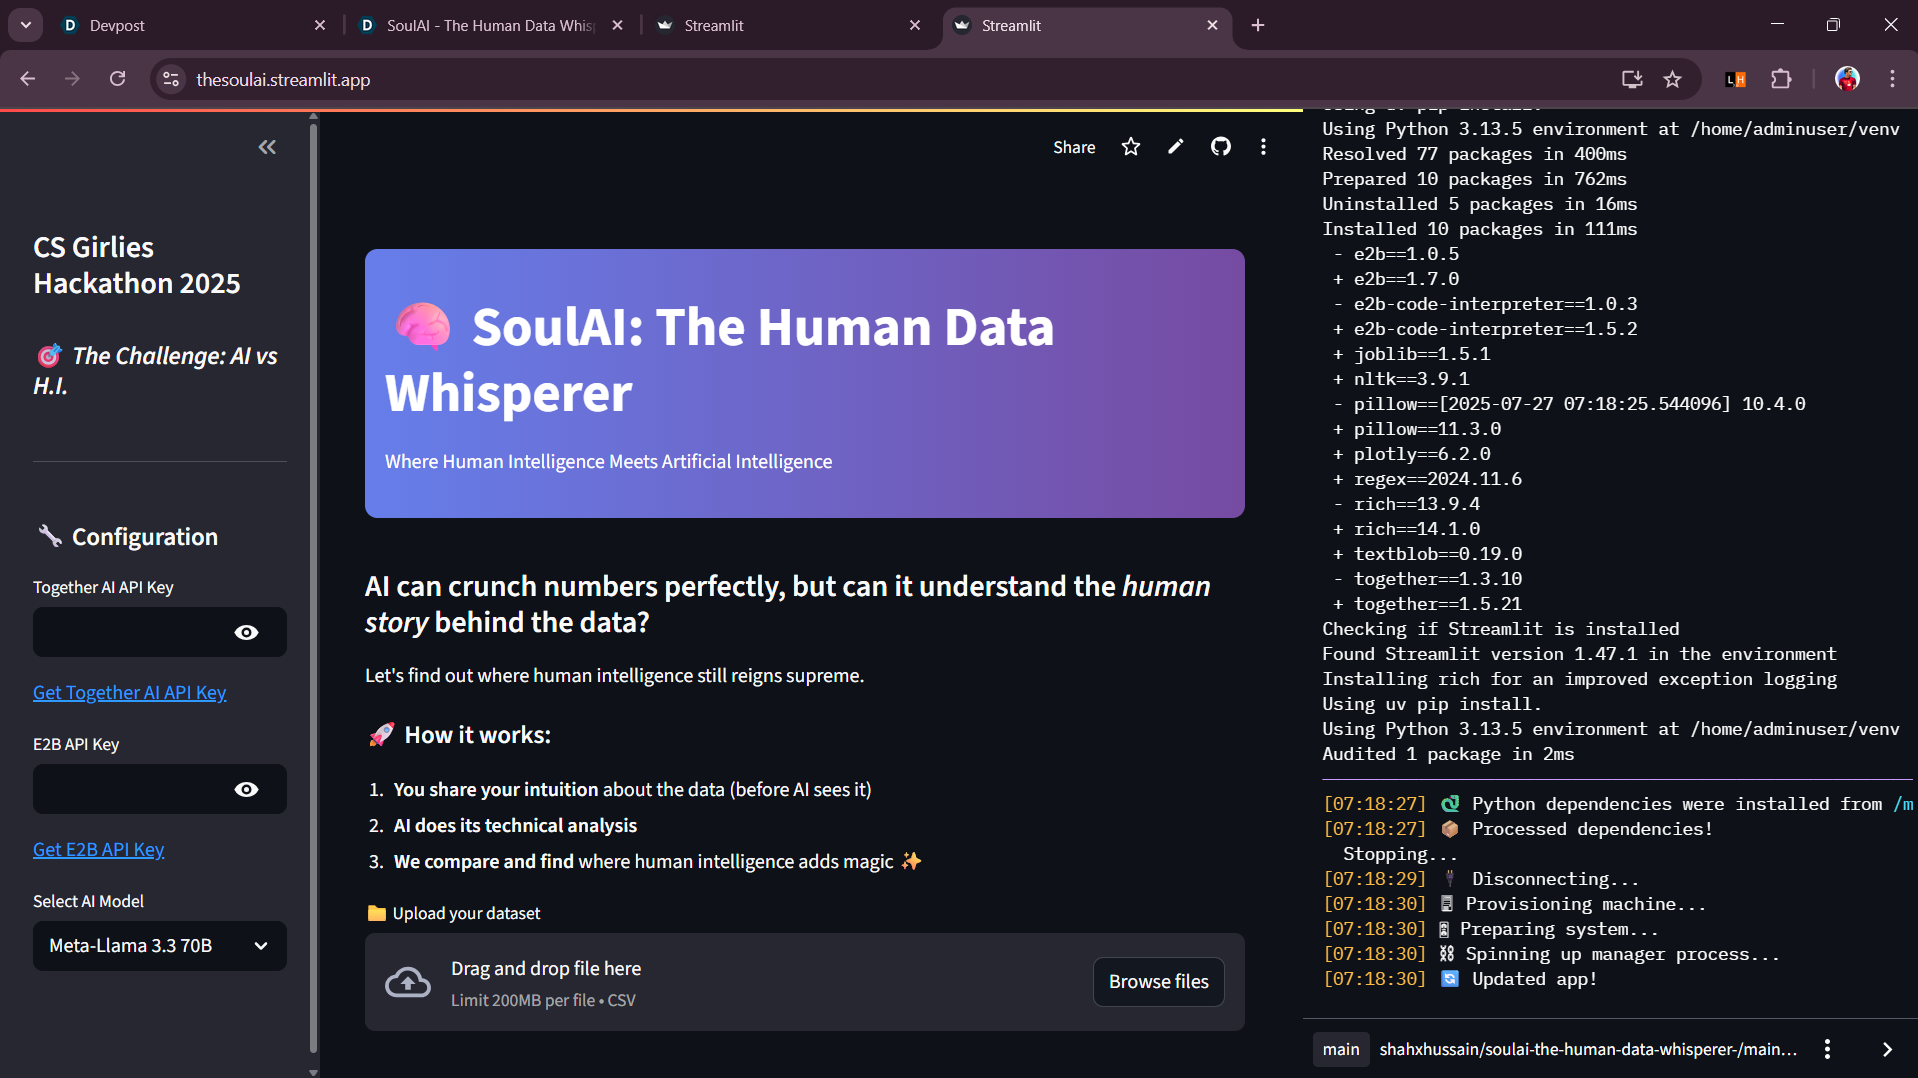 Devpost
SoulAI - The Human Data Whis
Streamlit
Streamlit
thesoulai.streamlit.app
CS Girlies
Hackathon 2025
The Challenge: AI vs
H.I.
Configuration
Together AI API Key
Get Together AI API Key
E2B API Key
Get E2B API Key
Select AI Model
Meta-Llama 3.3 70B
Share
SoulAI: The Human Data
Whisperer
Where Human Intelligence Meets Artificial Intelligence
AI can crunch numbers perfectly, but can it understand the human
story behind the data?
Let's find out where human intelligence still reigns supreme.
How it works:
1. You share your intuition about the data (before AI sees it)
2. AI does its technical analysis
3. We compare and find where human intelligence adds magic
Upload your dataset
Drag and drop file here
Limit 200MB per file • CSV
Browse files
Using Python 3.13.5 environment at /home/adminuser/venv
Resolved 77 packages in 400ms
Prepared 10 packages in 762ms
Uninstalled 5 packages in 16ms
Installed 10 packages in 111ms
- e2b==1.0.5
+ e2b==1.7.0
- e2b-code-interpreter==1.0.3
+ e2b-code-interpreter==1.5.2
+ joblib==1.5.1
+ nltk==3.9.1
- pillow==[2025-07-27 07:18:25.544096] 10.4.0
+ pillow==11.3.0
+ plotly==6.2.0
+ regex==2024.11.6
- rich==13.9.4
+ rich==14.1.0
+ textblob==0.19.0
- together==1.3.10
+ together==1.5.21
Checking if Streamlit is installed
Found Streamlit version 1.47.1 in the environment
Installing rich for an improved exception logging
Using uv pip install.
Using Python 3.13.5 environment at /home/adminuser/venv
Audited 1 package in 2ms
[07:18:27] Python dependencies were installed from /m
[07:18:27] Processed dependencies!
Stopping...
[07:18:29] Disconnecting...
[07:18:30] Provisioning machine...
[07:18:30] Preparing system...
[07:18:30] Spinning up manager process...
[07:18:30] Updated app!
main
shahxhussain/soulai-the-human-data-whisperer-/main...